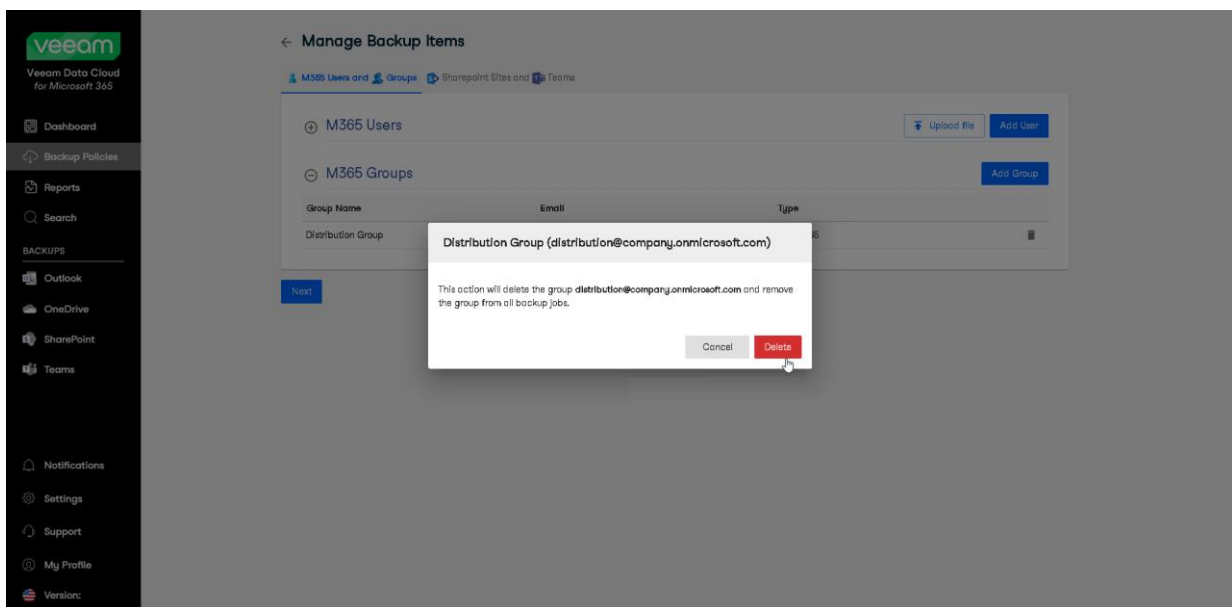 veeam
Veeam Data Cloud
for Microsoft 365
Dashboard
Backup Policies
Reports
Search
BACKUPS
Outlook
OneDrive
SharePoint
Teams
Notifications
Settings
Support
My Profile
Version:
Manage Backup Items
M365 Users and Groups Sharepoint Sites and Teams
M365 Users Upload file Add User
M365 Groups Add Group
Group Name Email Type
Distribution Group
Distribution Group (distribution@company.onmicrosoft.com)
This action will delete the group distribution@company.onmicrosoft.com and remove
the group from all backup jobs.
Cancel Delete
Next